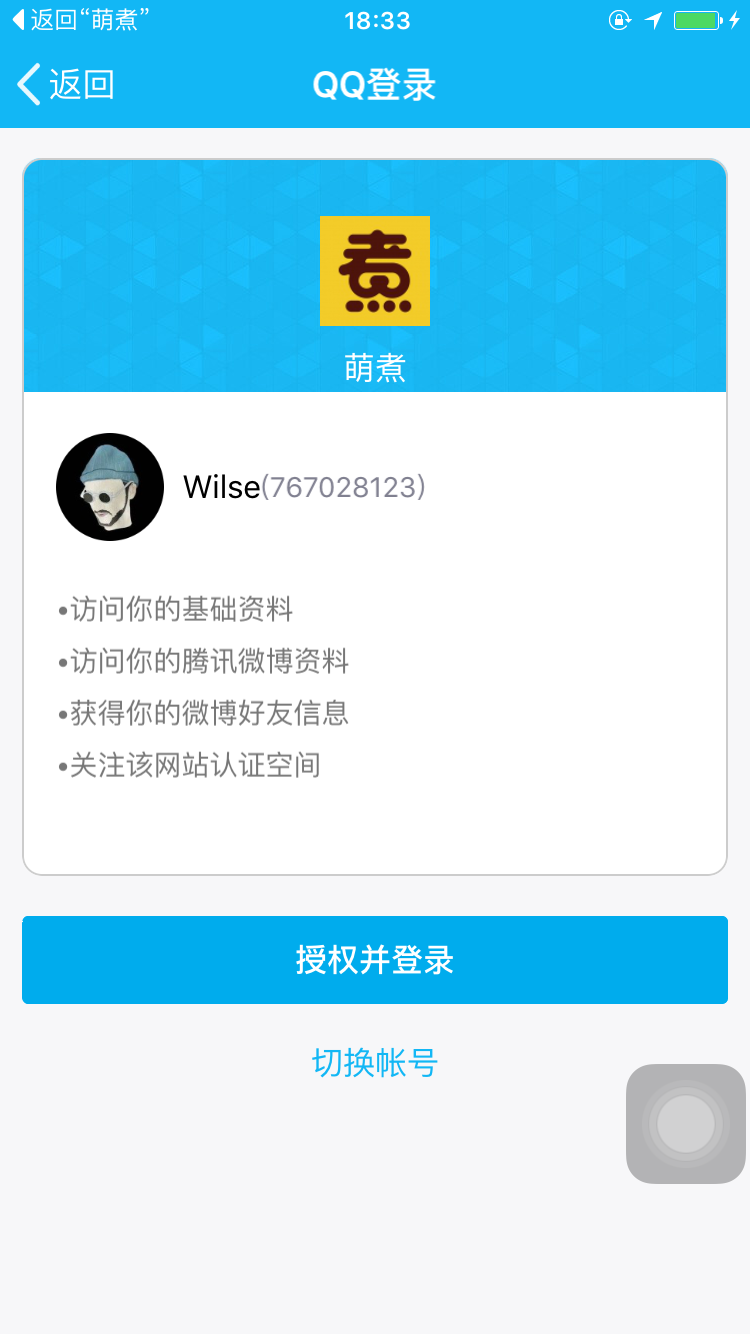 返回“萌煮”
18:33
返回
QQ登录
煮
萌煮
Wilse(767028123)
•访问你的基础资料
•访问你的腾讯微博资料
•获得你的微博好友信息
•关注该网站认证空间
授权并登录
切换帐号